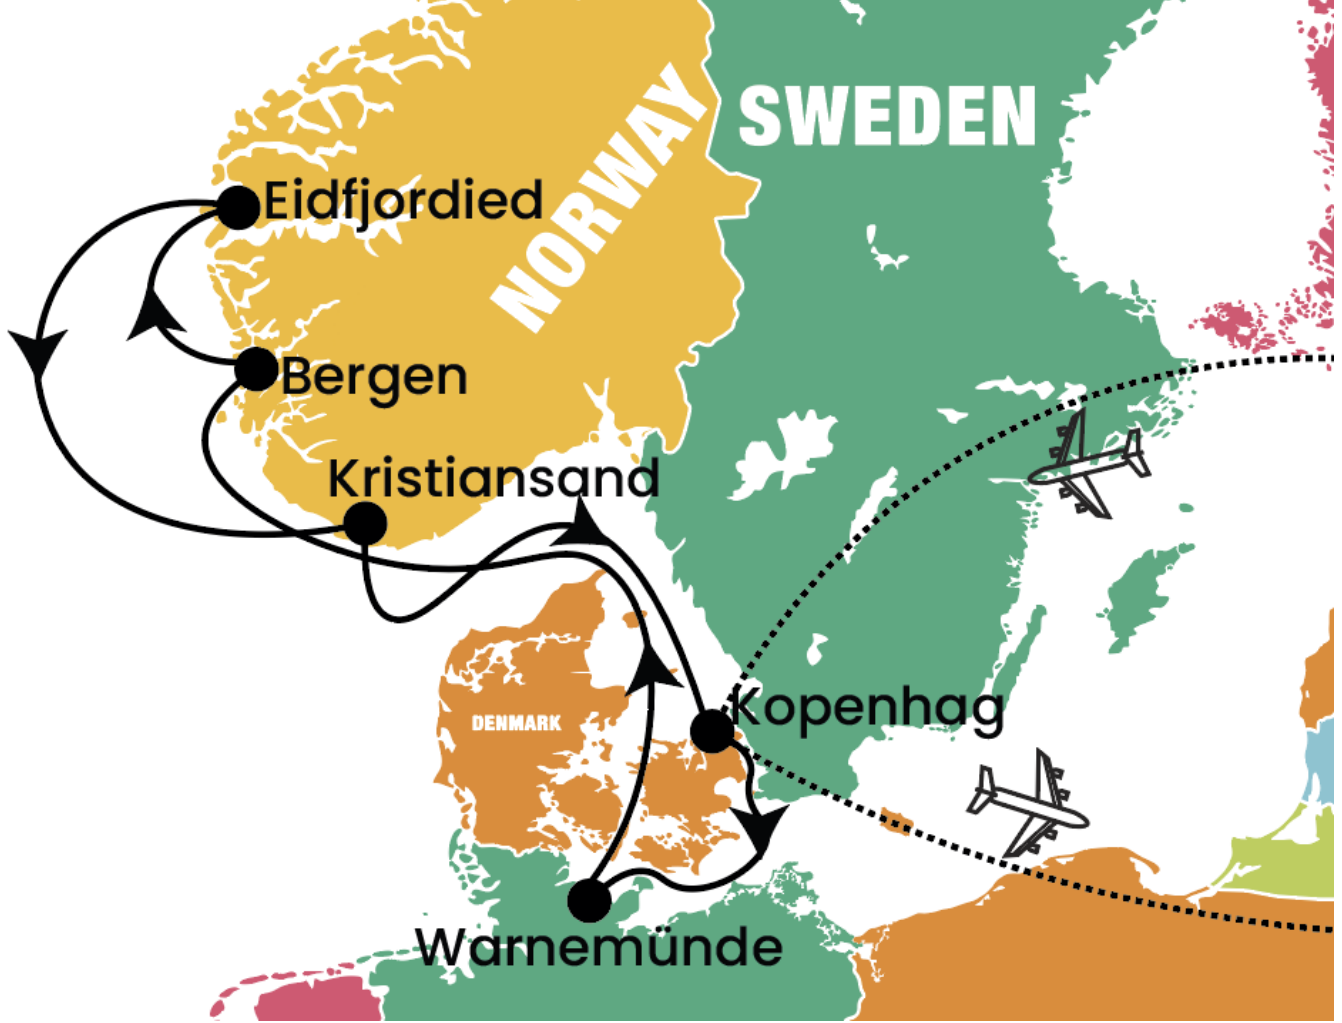 SWEDEN
NORWAY
Eidfjordied
Bergen
Kristiansand
Kopenhag
DENMARK
Warnemünde